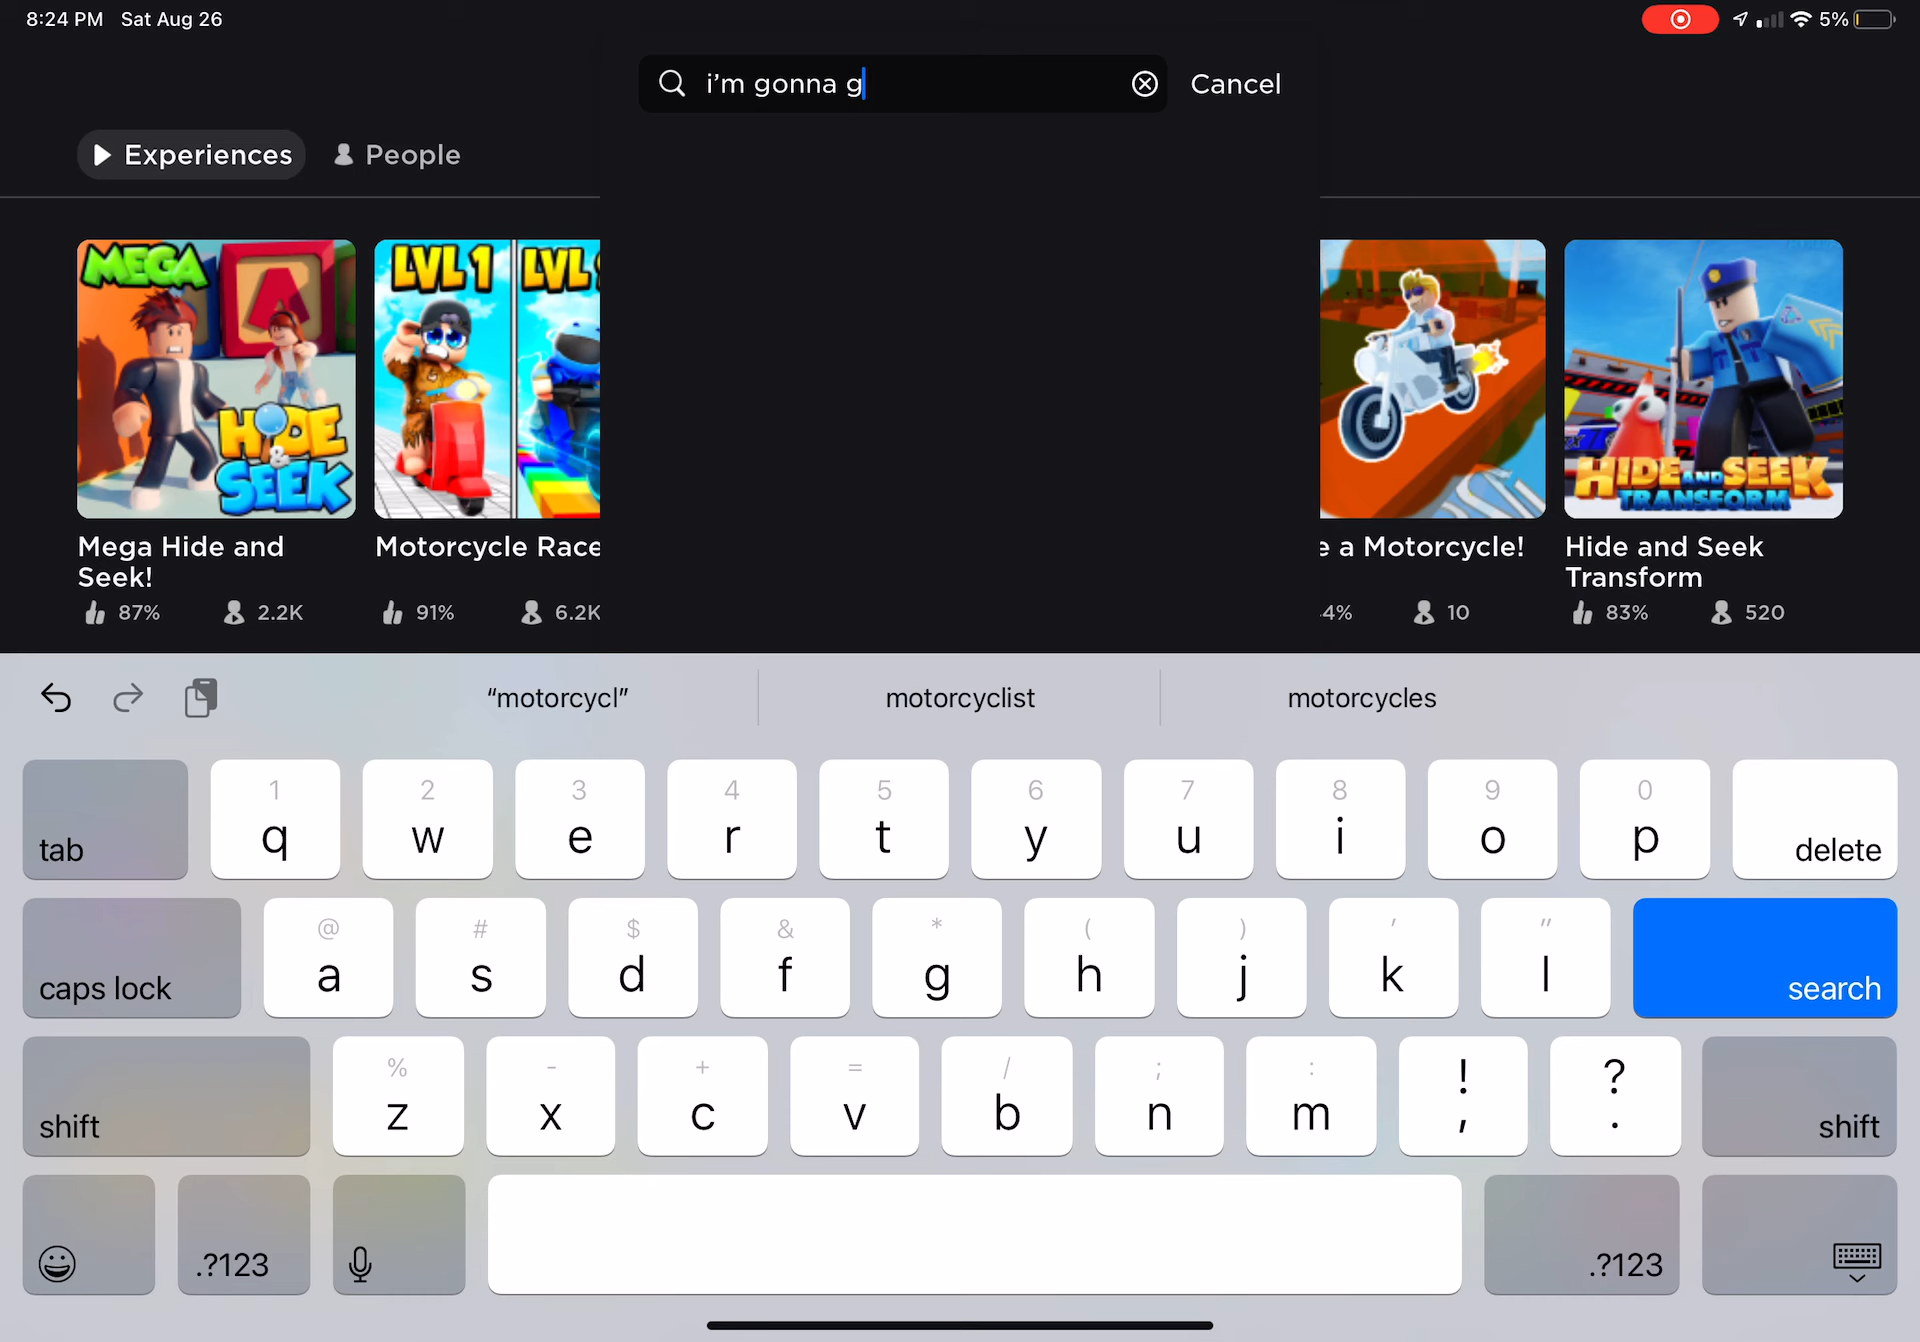 8:24 PM Sat Aug 26
5%
i'm gonna g
Cancel
Experiences
People
MEGA
A
HIDE
&
SEEK
LVL 1
LVL
HIDE AND SEEK
TRANSFORM
Mega Hide and
Seek!
Motorcycle Race
e a Motorcycle!
Hide and Seek
Transform
87%
2.2K
91%
6.2K
4%
10
83%
520
"motorcycl"
motorcyclist
motorcycles
tab
1 2 3 4 5 6 7 8 9 0
q w e r t y u i o p
delete
@ # $ & * ( ) ' "
caps lock
a s d f g h j k l
search
% - + = / ; : ! ?
shift
z x c v b n m , .
shift
.?123
.?123